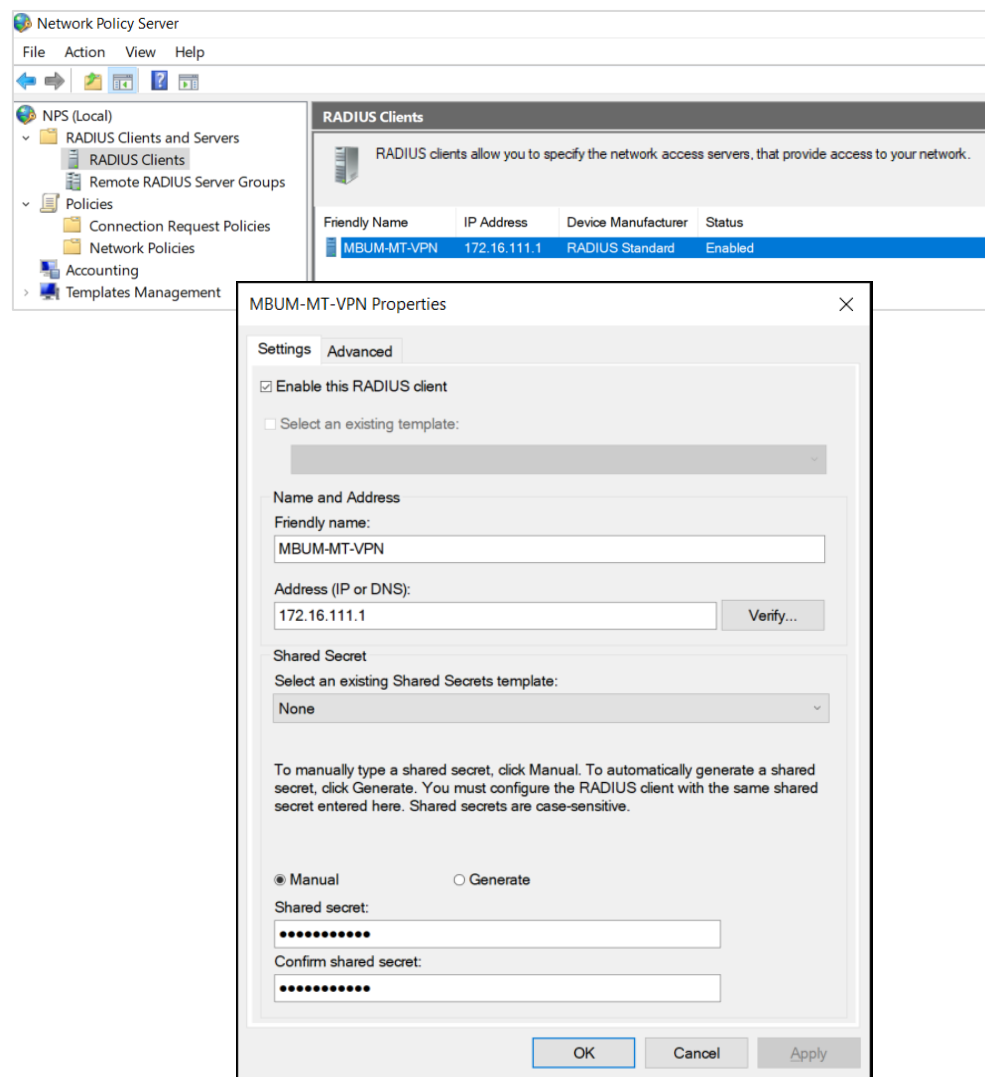 Network Policy Server
File Action View Help
NPS (Local)
RADIUS Clients and Servers
RADIUS Clients
Remote RADIUS Server Groups
Policies
Connection Request Policies
Network Policies
Accounting
Templates Management
RADIUS Clients
RADIUS clients allow you to specify the network access servers, that provide access to your network.
Friendly Name IP Address Device Manufacturer Status
MBUM-MT-VPN 172.16.111.1 RADIUS Standard Enabled
MBUM-MT-VPN Properties
Settings Advanced
Enable this RADIUS client
Select an existing template:
Name and Address
Friendly name:
MBUM-MT-VPN
Address (IP or DNS):
172.16.111.1 Verify...
Shared Secret
Select an existing Shared Secrets template:
None
To manually type a shared secret, click Manual. To automatically generate a shared
secret, click Generate. You must configure the RADIUS client with the same shared
secret entered here. Shared secrets are case-sensitive.
Manual Generate
Shared secret:
●●●●●●●●●●●
Confirm shared secret:
●●●●●●●●●●●
OK Cancel Apply